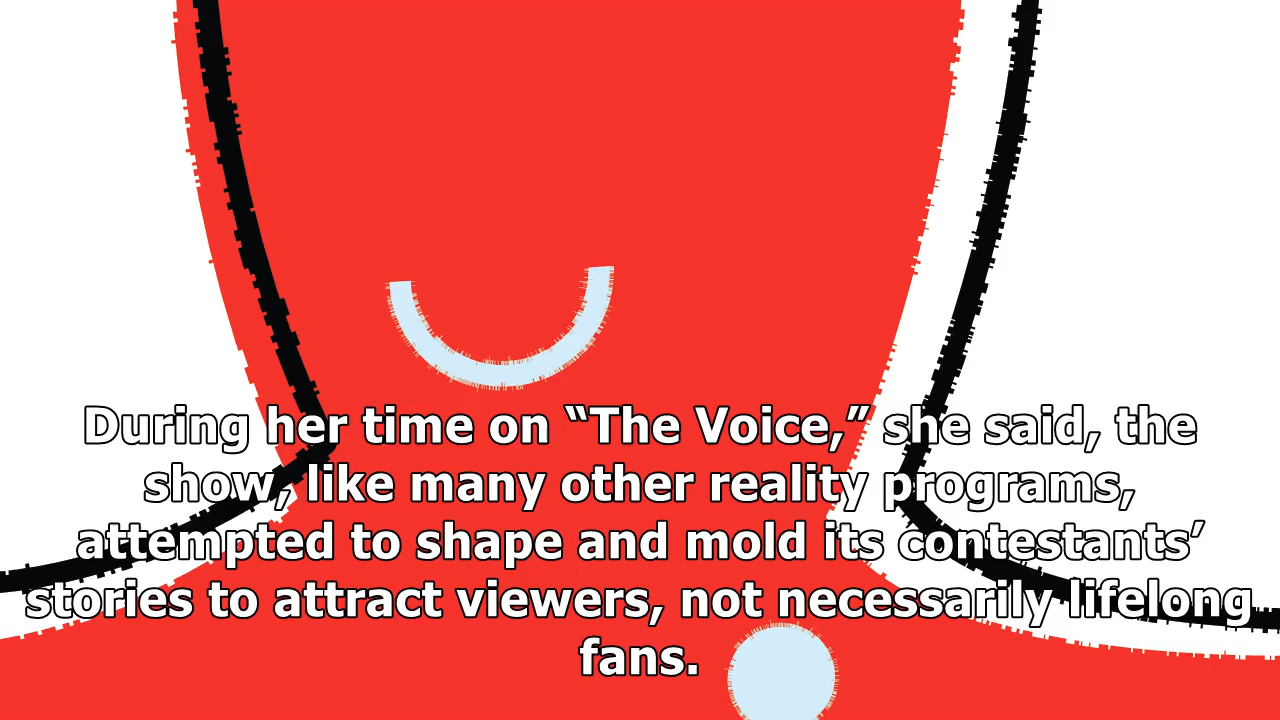 During her time on “The Voice,” she said, the
show, like many other reality programs,
attempted to shape and mold its contestants’
stories to attract viewers, not necessarily lifelong
fans.